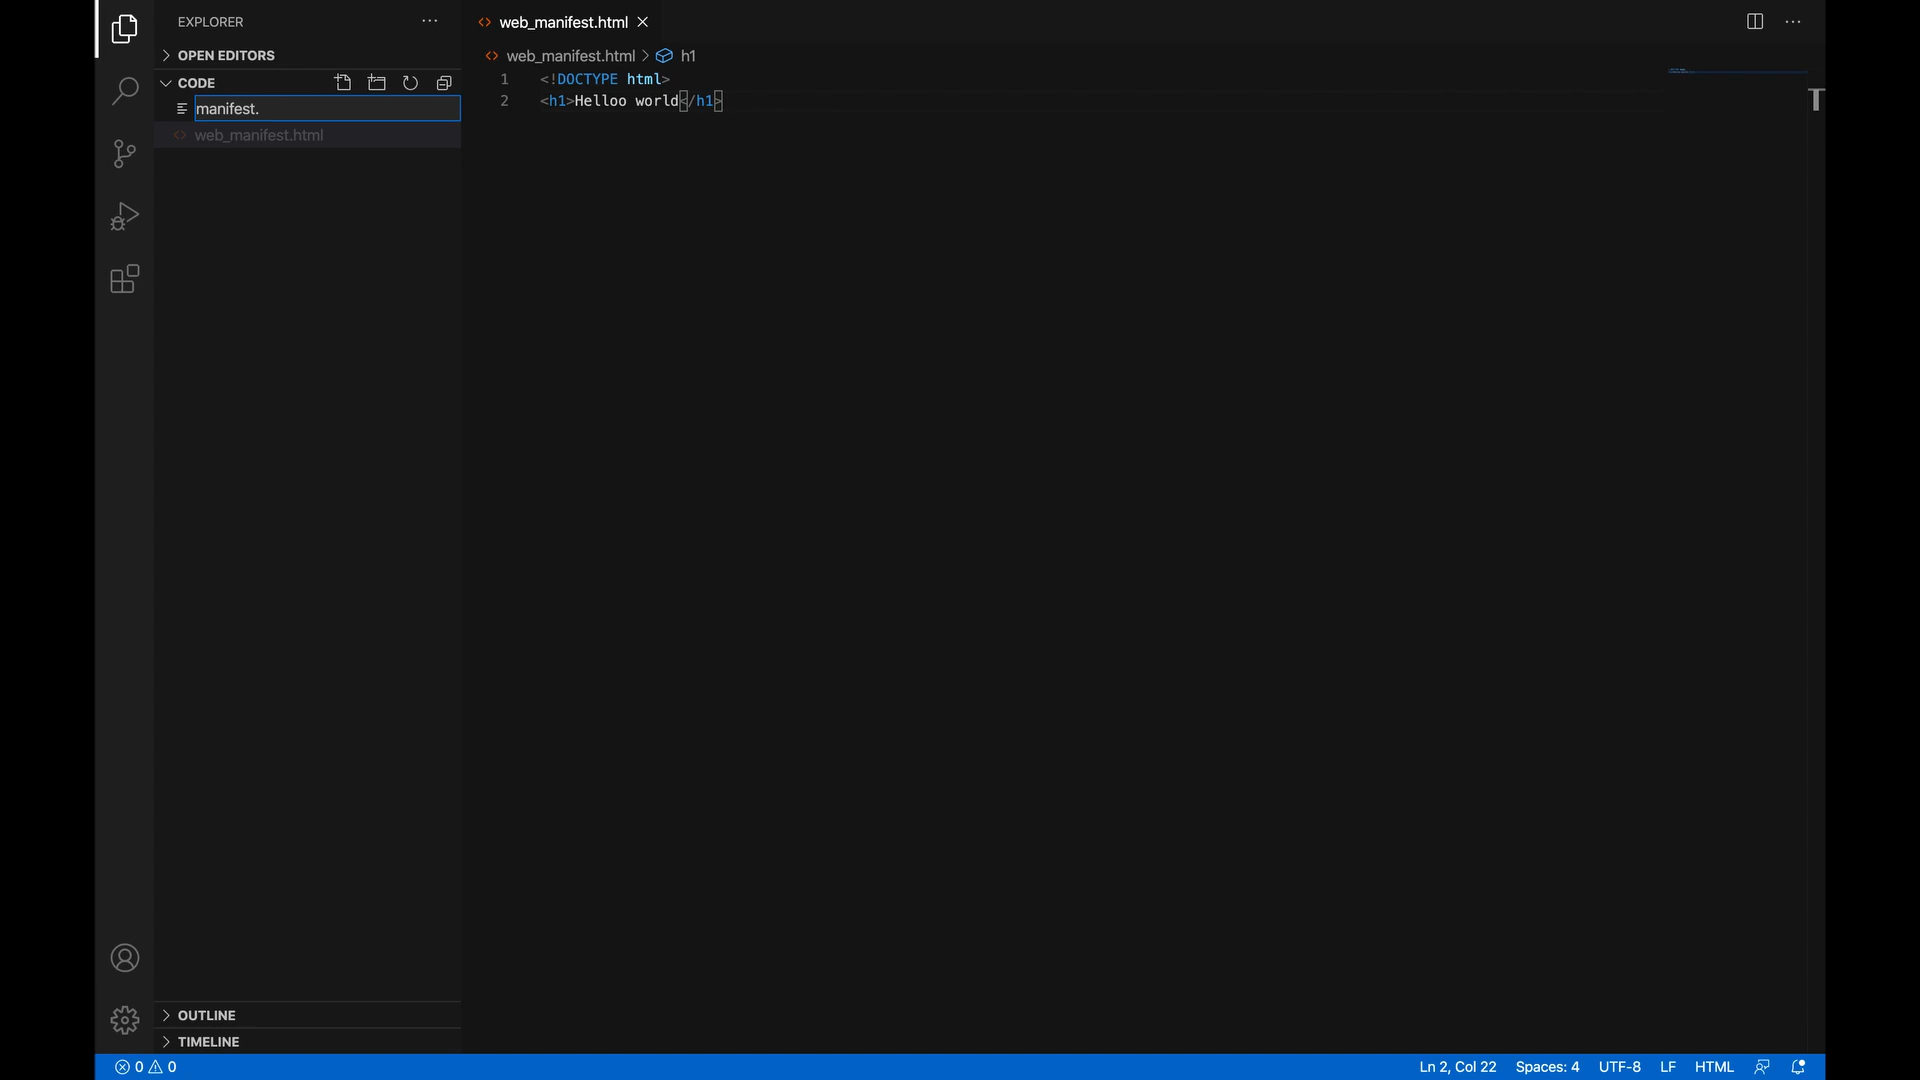 EXPLORER
OPEN EDITORS
CODE
manifest.
web_manifest.html
OUTLINE
TIMELINE
web_manifest.html
web_manifest.html > h1
1 <!DOCTYPE html>
2 <h1>Helloo world</h1>
0 0
Ln 2, Col 22 Spaces: 4 UTF-8 LF HTML